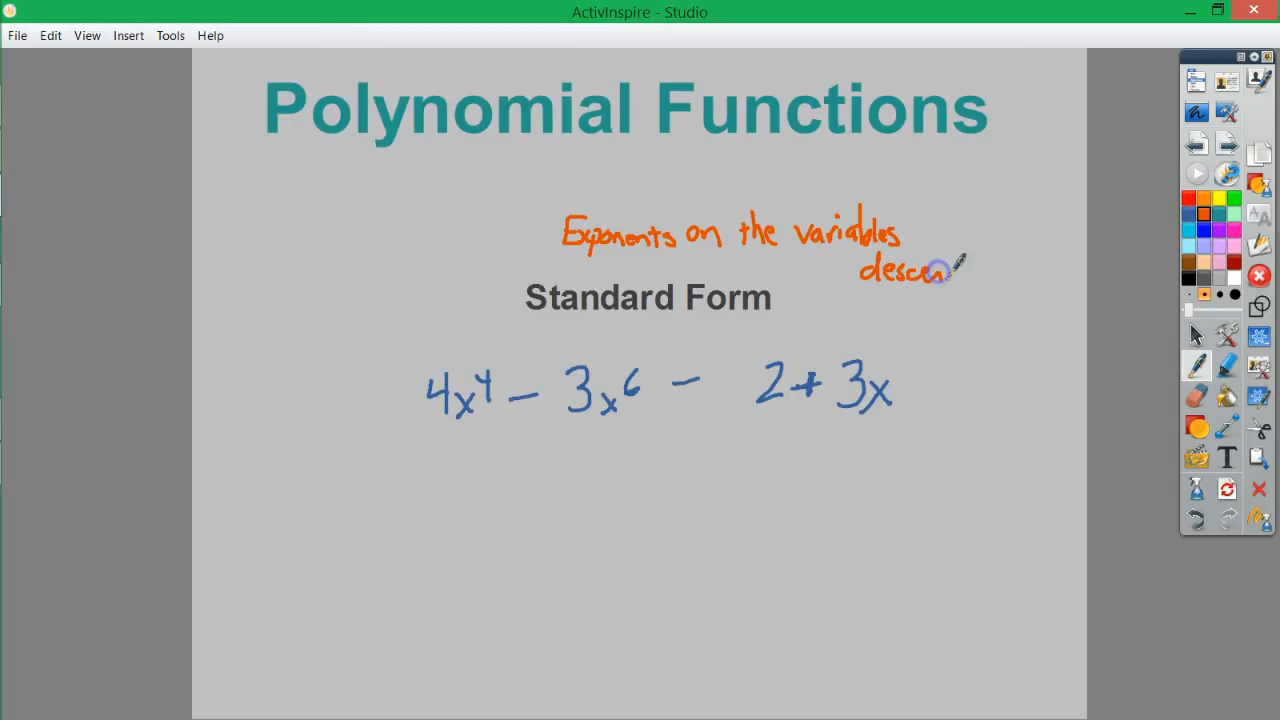 ActivInspire - Studio
File Edit View Insert Tools Help
Polynomial Functions
Exponents on the variables
descen
Standard Form
4x⁴ - 3x⁶ - 2 + 3x